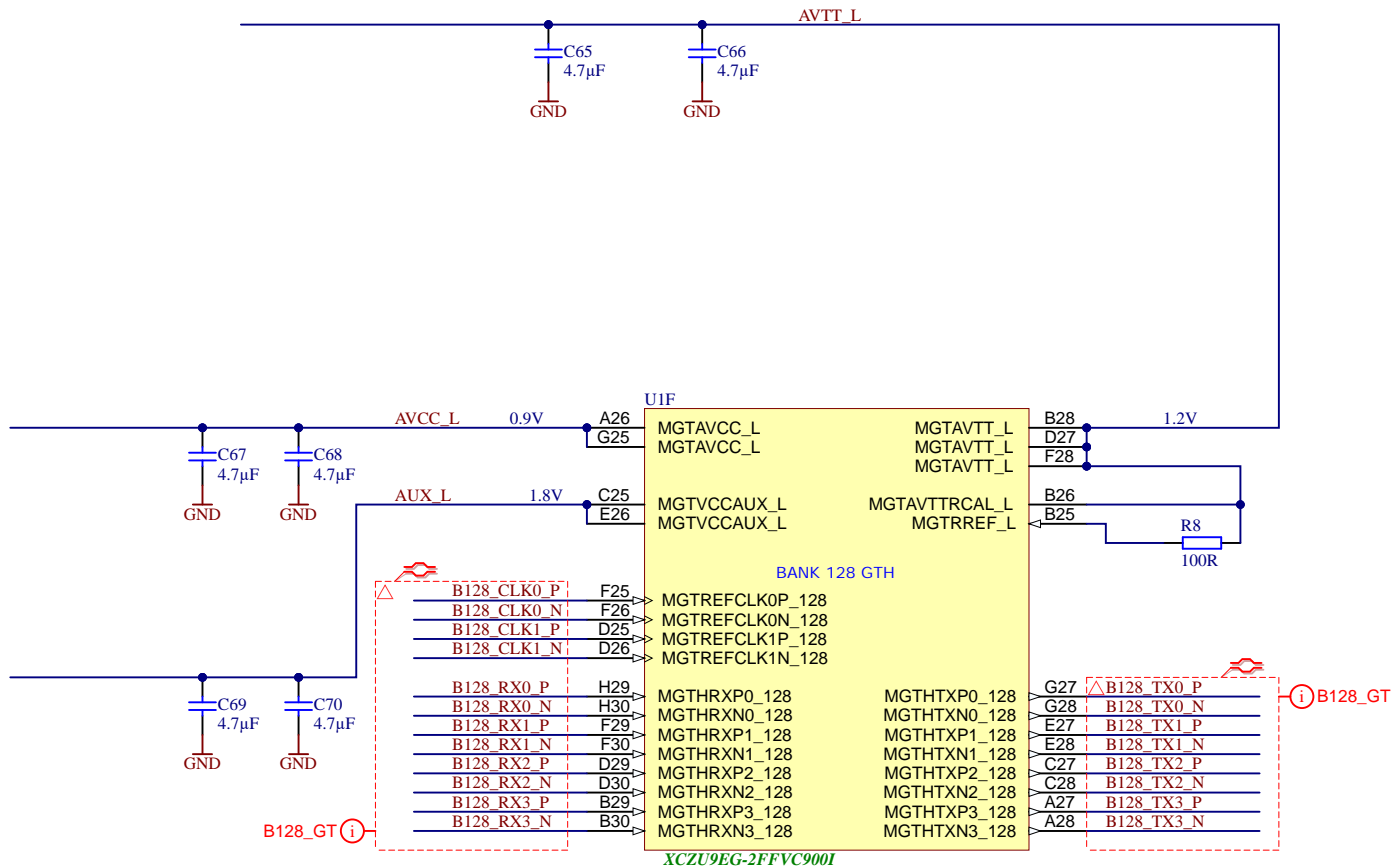 AVTT_L
C65
4.7µF
GND
C66
4.7µF
GND
U1F
AVCC_L 0.9V A26 MGTAVCC_L MGTAVTT_L B28 1.2V
G25 MGTAVCC_L MGTAVTT_L D27
MGTAVTT_L F28
C67
4.7µF
GND
C68
4.7µF
GND
AUX_L 1.8V C25 MGTVCCAUX_L MGTAVTTRCAL_L B26
E26 MGTVCCAUX_L MGTRREF_L B25
R8
100R
BANK 128 GTH
B128_CLK0_P F25 MGTREFCLK0P_128
B128_CLK0_N F26 MGTREFCLK0N_128
B128_CLK1_P D25 MGTREFCLK1P_128
B128_CLK1_N D26 MGTREFCLK1N_128
C69
4.7µF
GND
C70
4.7µF
GND
B128_RX0_P H29 MGTHRXP0_128 MGTHTXP0_128 G27 B128_TX0_P
B128_RX0_N H30 MGTHRXN0_128 MGTHTXN0_128 G28 B128_TX0_N
B128_RX1_P F29 MGTHRXP1_128 MGTHTXP1_128 E27 B128_TX1_P
B128_RX1_N F30 MGTHRXN1_128 MGTHTXN1_128 E28 B128_TX1_N
B128_RX2_P D29 MGTHRXP2_128 MGTHTXP2_128 C27 B128_TX2_P
B128_RX2_N D30 MGTHRXN2_128 MGTHTXN2_128 C28 B128_TX2_N
B128_RX3_P B29 MGTHRXP3_128 MGTHTXP3_128 A27 B128_TX3_P
B128_RX3_N B30 MGTHRXN3_128 MGTHTXN3_128 A28 B128_TX3_N
i B128_GT
B128_GT i
XCZU9EG-2FFVC900I